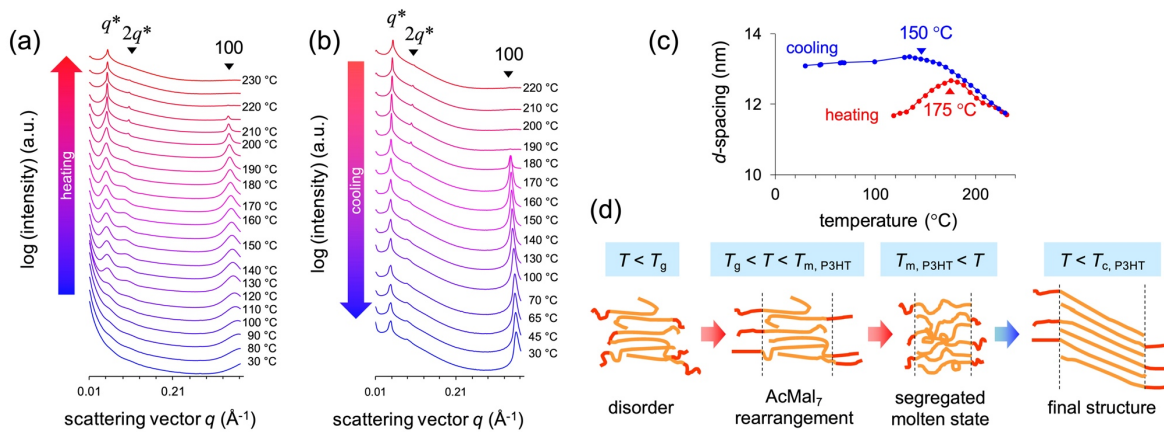 (a)
q*
2q*
100
heating
log (intensity) (a.u.)
230 °C
220 °C
210 °C
200 °C
190 °C
180 °C
170 °C
160 °C
150 °C
140 °C
130 °C
120 °C
110 °C
100 °C
90 °C
80 °C
30 °C
0.01
0.21
scattering vector q (Å-1)
(b)
q*
2q*
100
cooling
log (intensity) (a.u.)
220 °C
210 °C
200 °C
190 °C
180 °C
170 °C
160 °C
150 °C
140 °C
130 °C
100 °C
70 °C
65 °C
45 °C
30 °C
0.01
0.21
scattering vector q (Å-1)
(c)
14
12
10
d-spacing (nm)
cooling
150 °C
heating
175 °C
0
100
200
temperature (°C)
(d)
T < Tg
Tg < T < Tm, P3HT
Tm, P3HT < T
T < Tc, P3HT
disorder
AcMal7
rearrangement
segregated
molten state
final structure